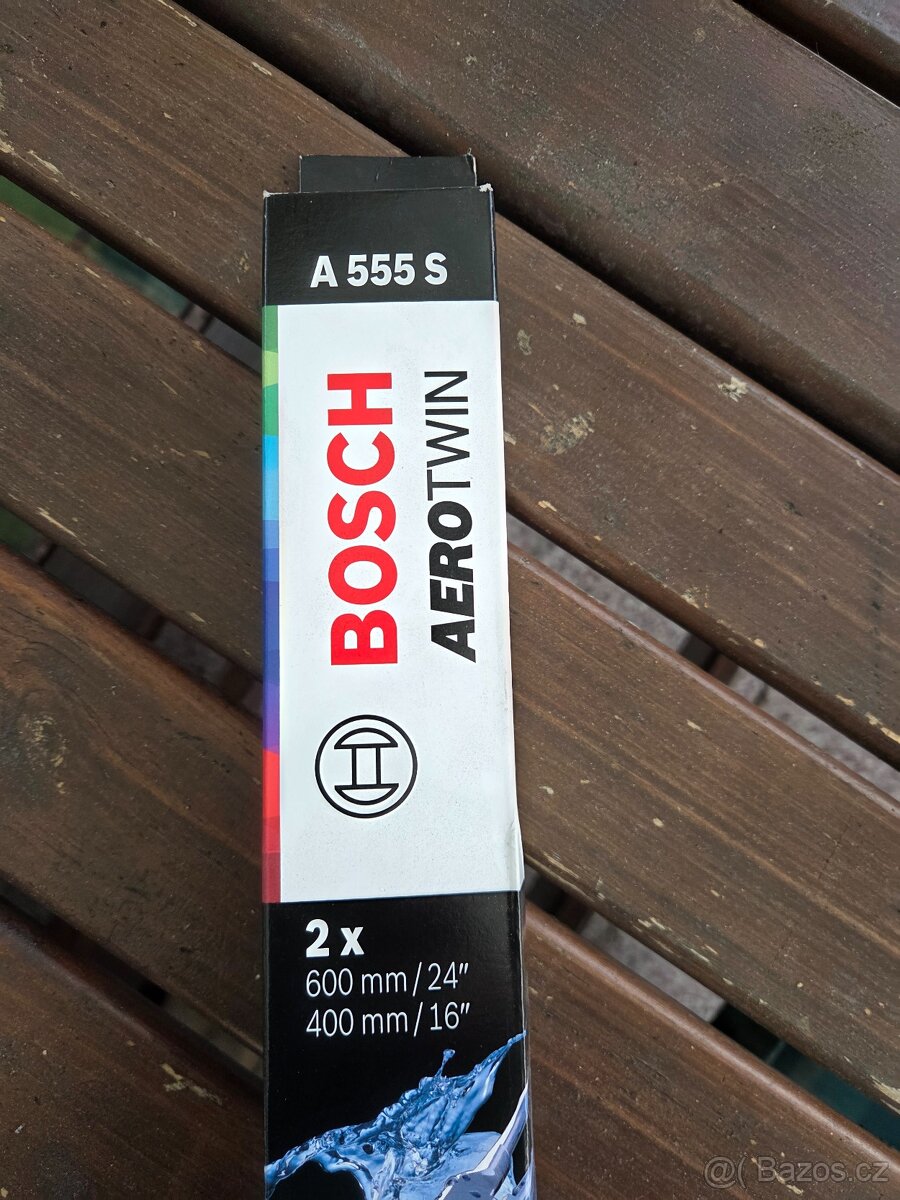 A 555 S
BOSCH
AEROTWIN
2 x
600 mm / 24″
400 mm / 16″
@( Bazos.cz